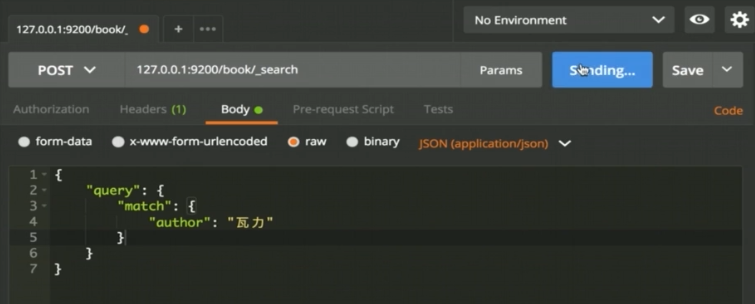 127.0.0.1:9200/book/_
+
•••
No Environment
POST
127.0.0.1:9200/book/_search
Params
Sending...
Save
Authorization
Headers (1)
Body
Pre-request Script
Tests
Code
form-data
x-www-form-urlencoded
raw
binary
JSON (application/json)
1 {
2 "query": {
3 "match": {
4 "author": "瓦力"
5 }
6 }
7 }